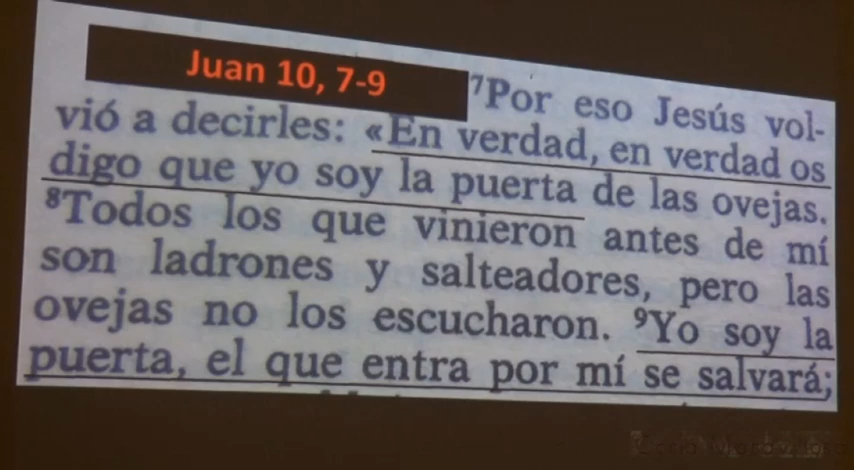 Juan 10, 7-9
⁷Por eso Jesús vol-
vió a decirles: «En verdad, en verdad os
digo que yo soy la puerta de las ovejas.
⁸Todos los que vinieron antes de mí
son ladrones y salteadores, pero las
ovejas no los escucharon. ⁹Yo soy la
puerta, el que entra por mí se salvará;